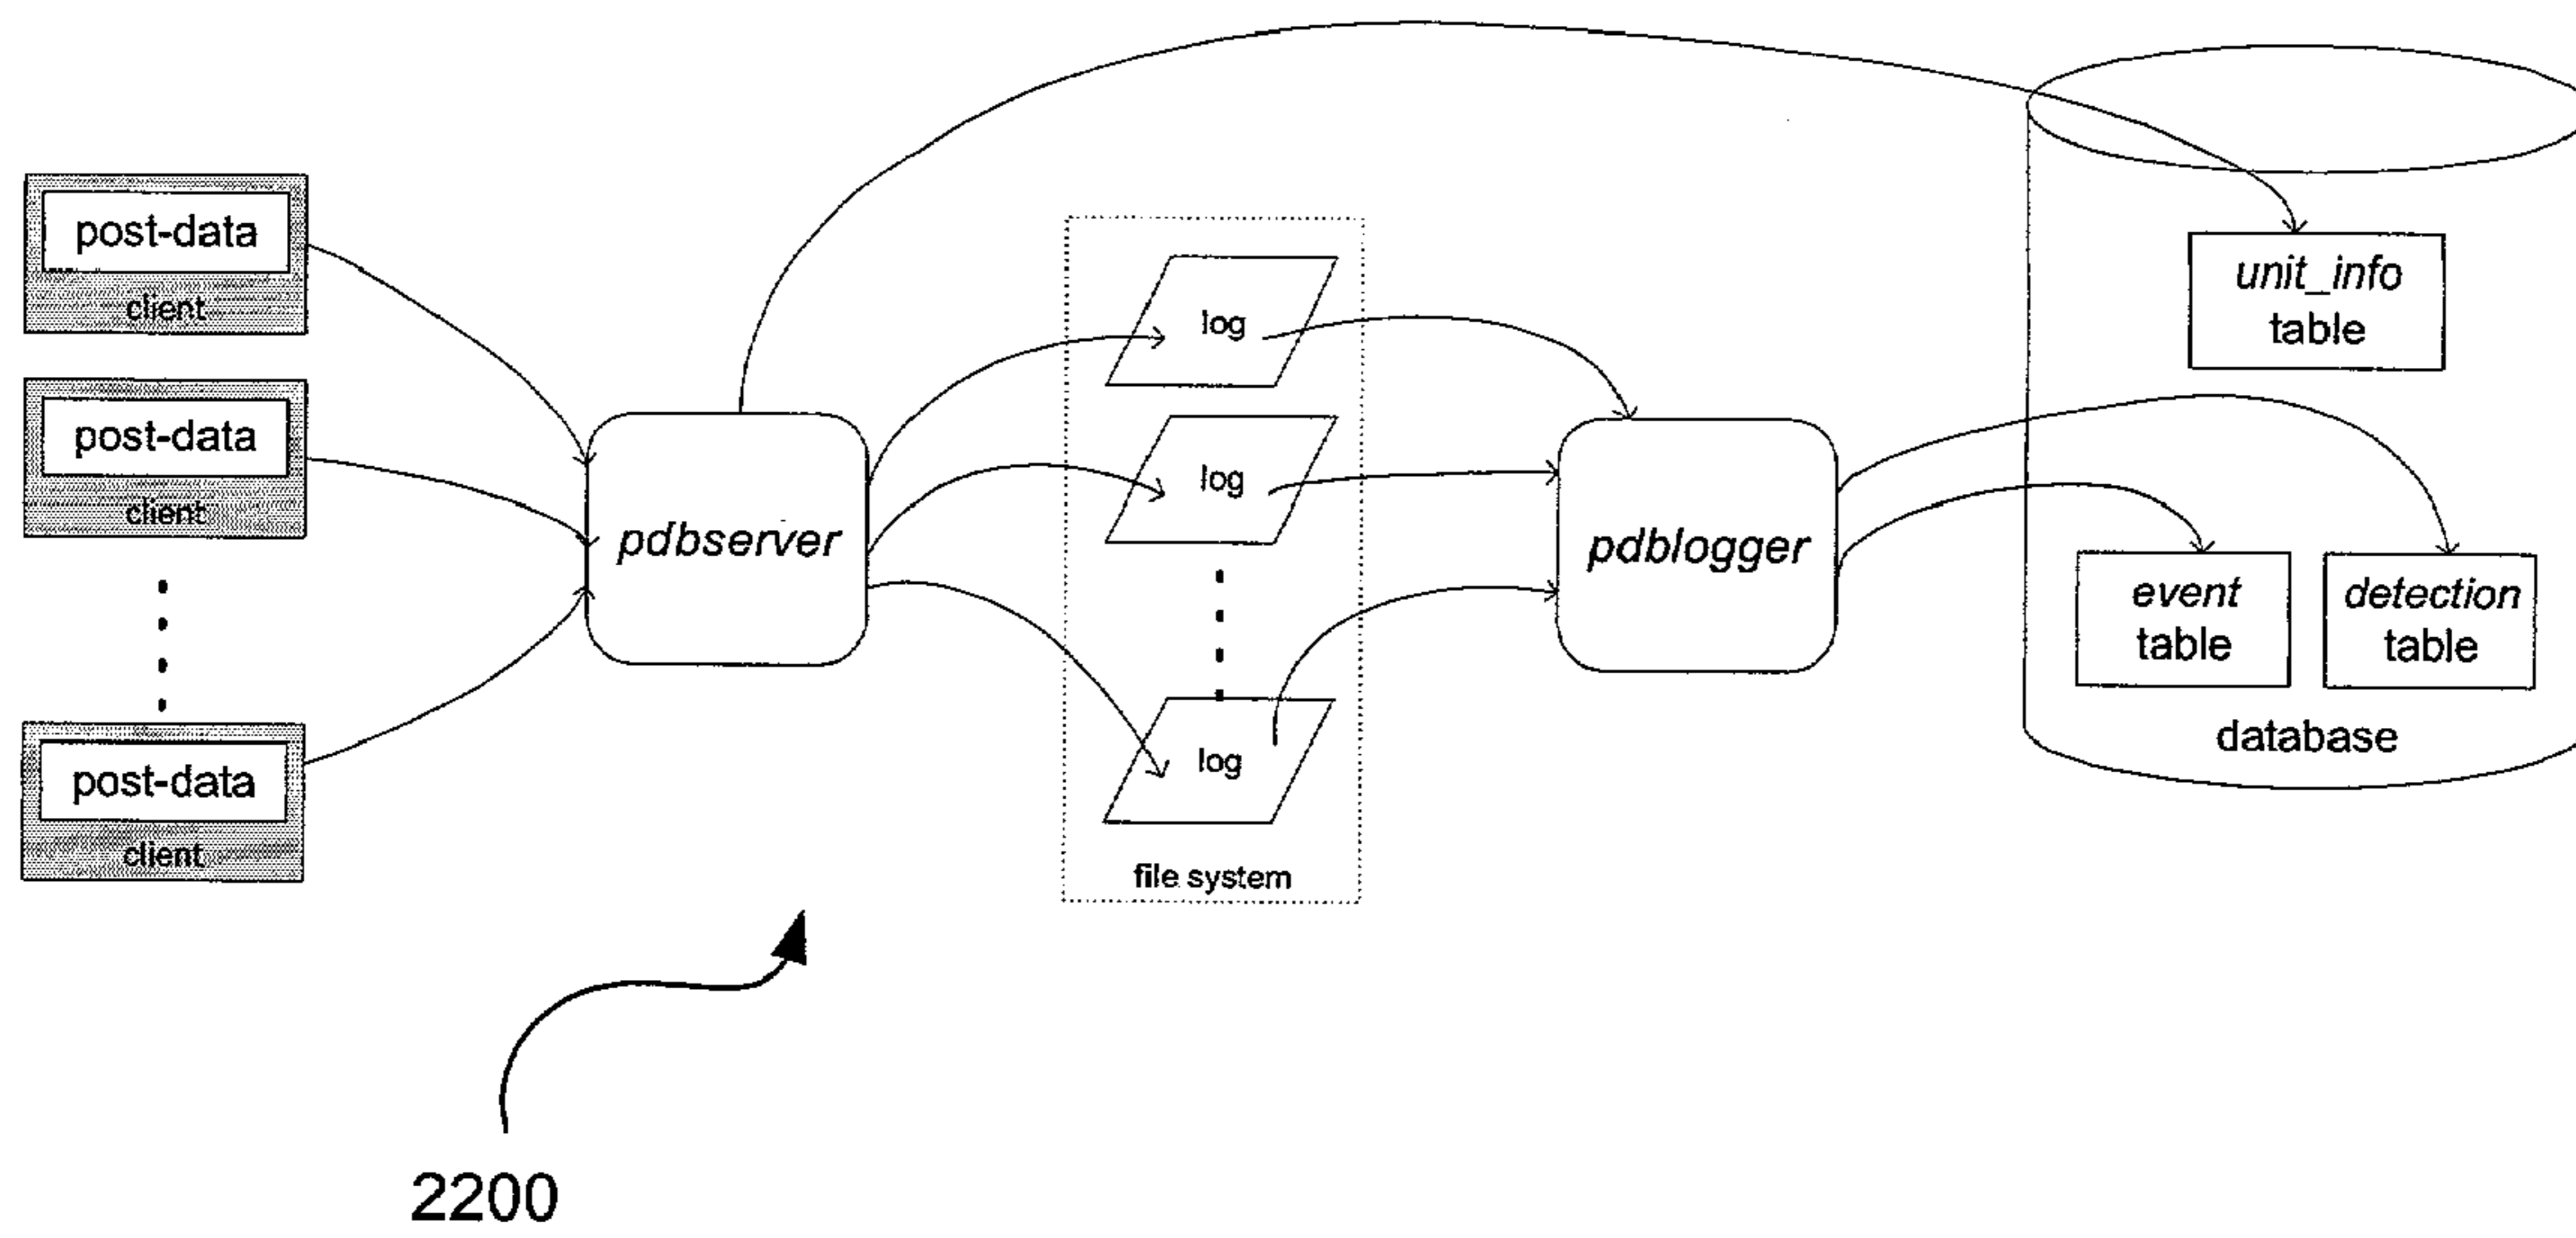 post-data
client
post-data
client
post-data
client
pdbserver
log
log
log
file system
pdblogger
unit_info
table
event
table
detection
table
database
2200